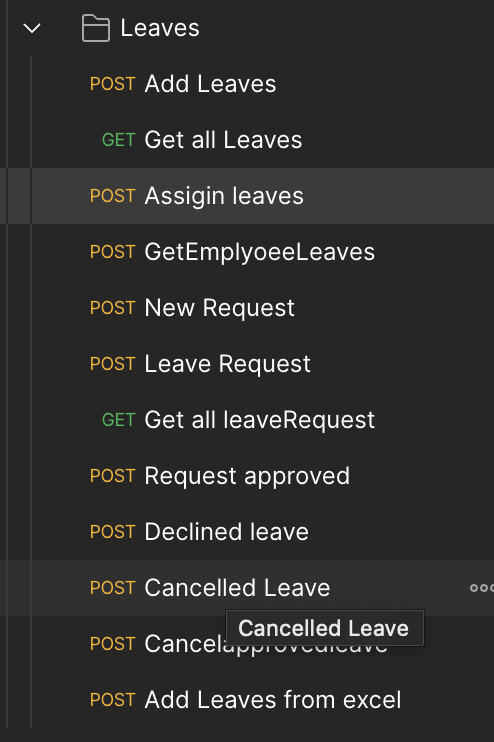 Leaves
POST Add Leaves
GET Get all Leaves
POST Assigin leaves
POST GetEmplyoeeLeaves
POST New Request
POST Leave Request
GET Get all leaveRequest
POST Request approved
POST Declined leave
POST Cancelled Leave
Cancelled Leave
POST Cancelapprovedleave
POST Add Leaves from excel